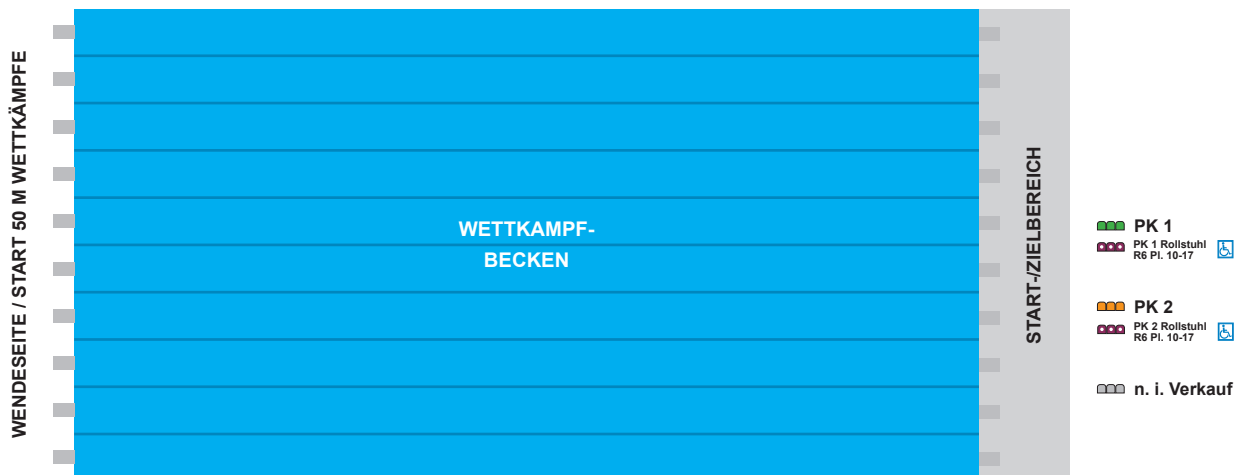 WENDESEITE / START 50 M WETTKÄMPFE
WETTKAMPF-
BECKEN
START-/ZIELBEREICH
PK 1
PK 1 Rollstuhl
R6 Pl. 10-17
PK 2
PK 2 Rollstuhl
R6 Pl. 10-17
n. i. Verkauf